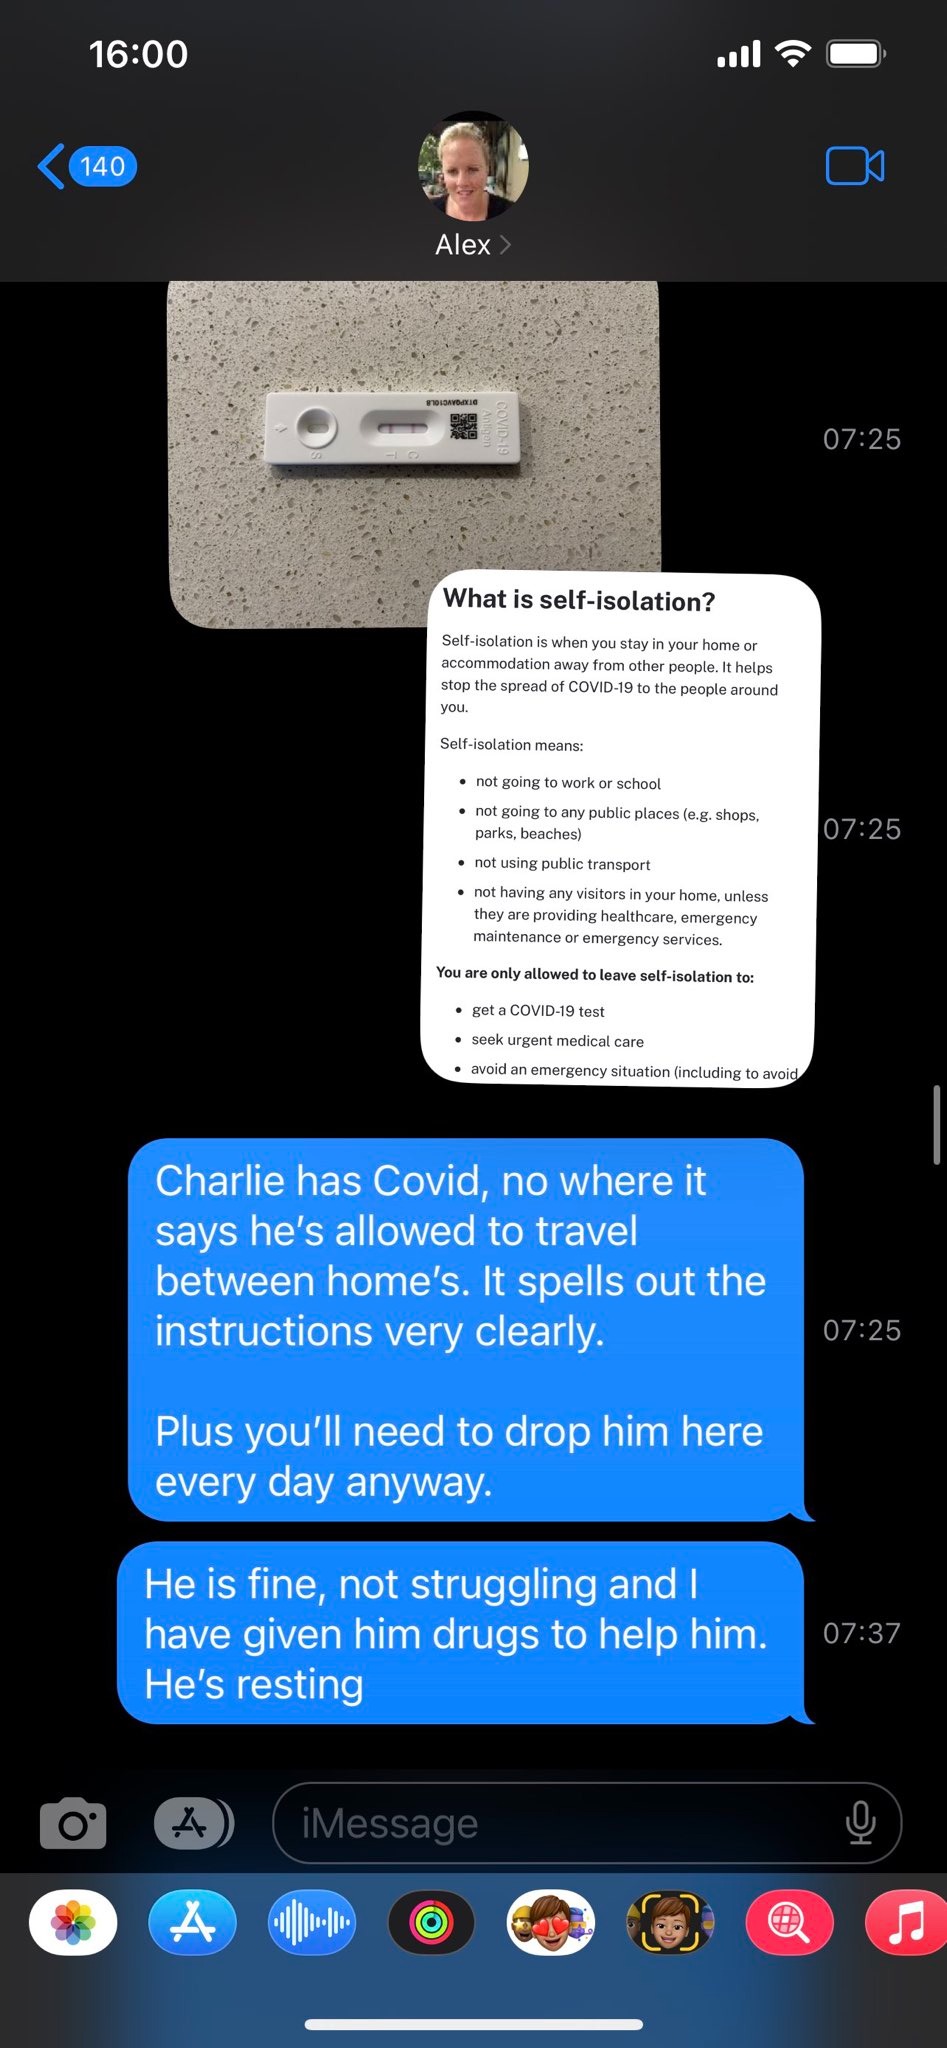 16:00
140
Alex
COVID-19
Antigen
DTXPQAVC10L8
C
T
S
07:25
What is self-isolation?
Self-isolation is when you stay in your home or
accommodation away from other people. It helps
stop the spread of COVID-19 to the people around
you.
Self-isolation means:
• not going to work or school
• not going to any public places (e.g. shops,
parks, beaches)
• not using public transport
• not having any visitors in your home, unless
they are providing healthcare, emergency
maintenance or emergency services.
You are only allowed to leave self-isolation to:
• get a COVID-19 test
• seek urgent medical care
• avoid an emergency situation (including to avoid
07:25
Charlie has Covid, no where it
says he’s allowed to travel
between home’s. It spells out the
instructions very clearly.
Plus you’ll need to drop him here
every day anyway.
07:25
He is fine, not struggling and I
have given him drugs to help him.
He’s resting
07:37
iMessage